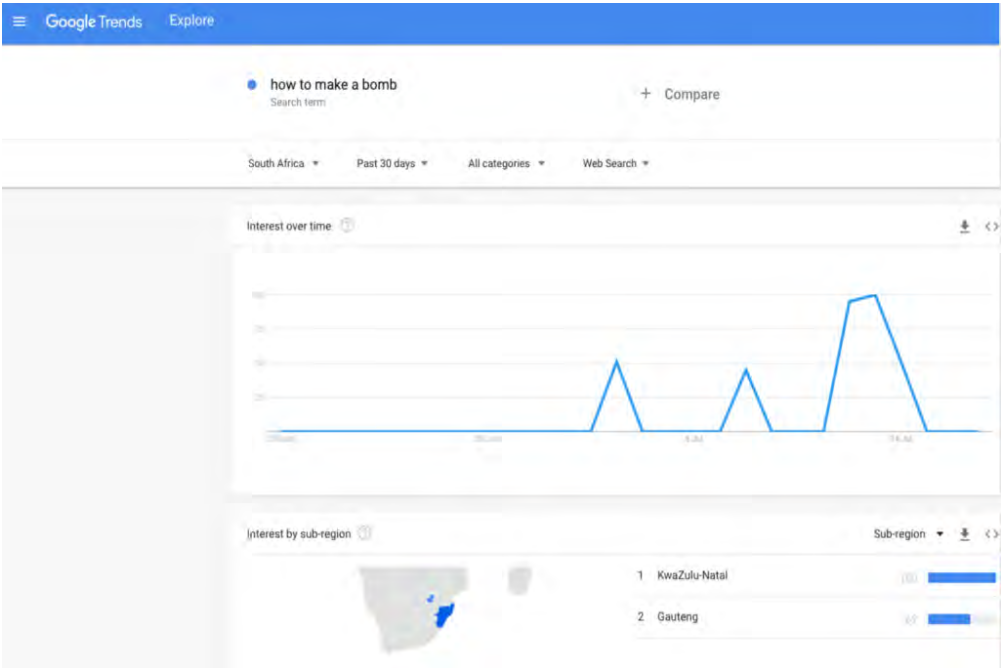 Google Trends Explore
how to make a bomb
Search term
+ Compare
South Africa Past 30 days All categories Web Search
Interest over time
Interest by sub-region
Sub-region
1 KwaZulu-Natal
2 Gauteng